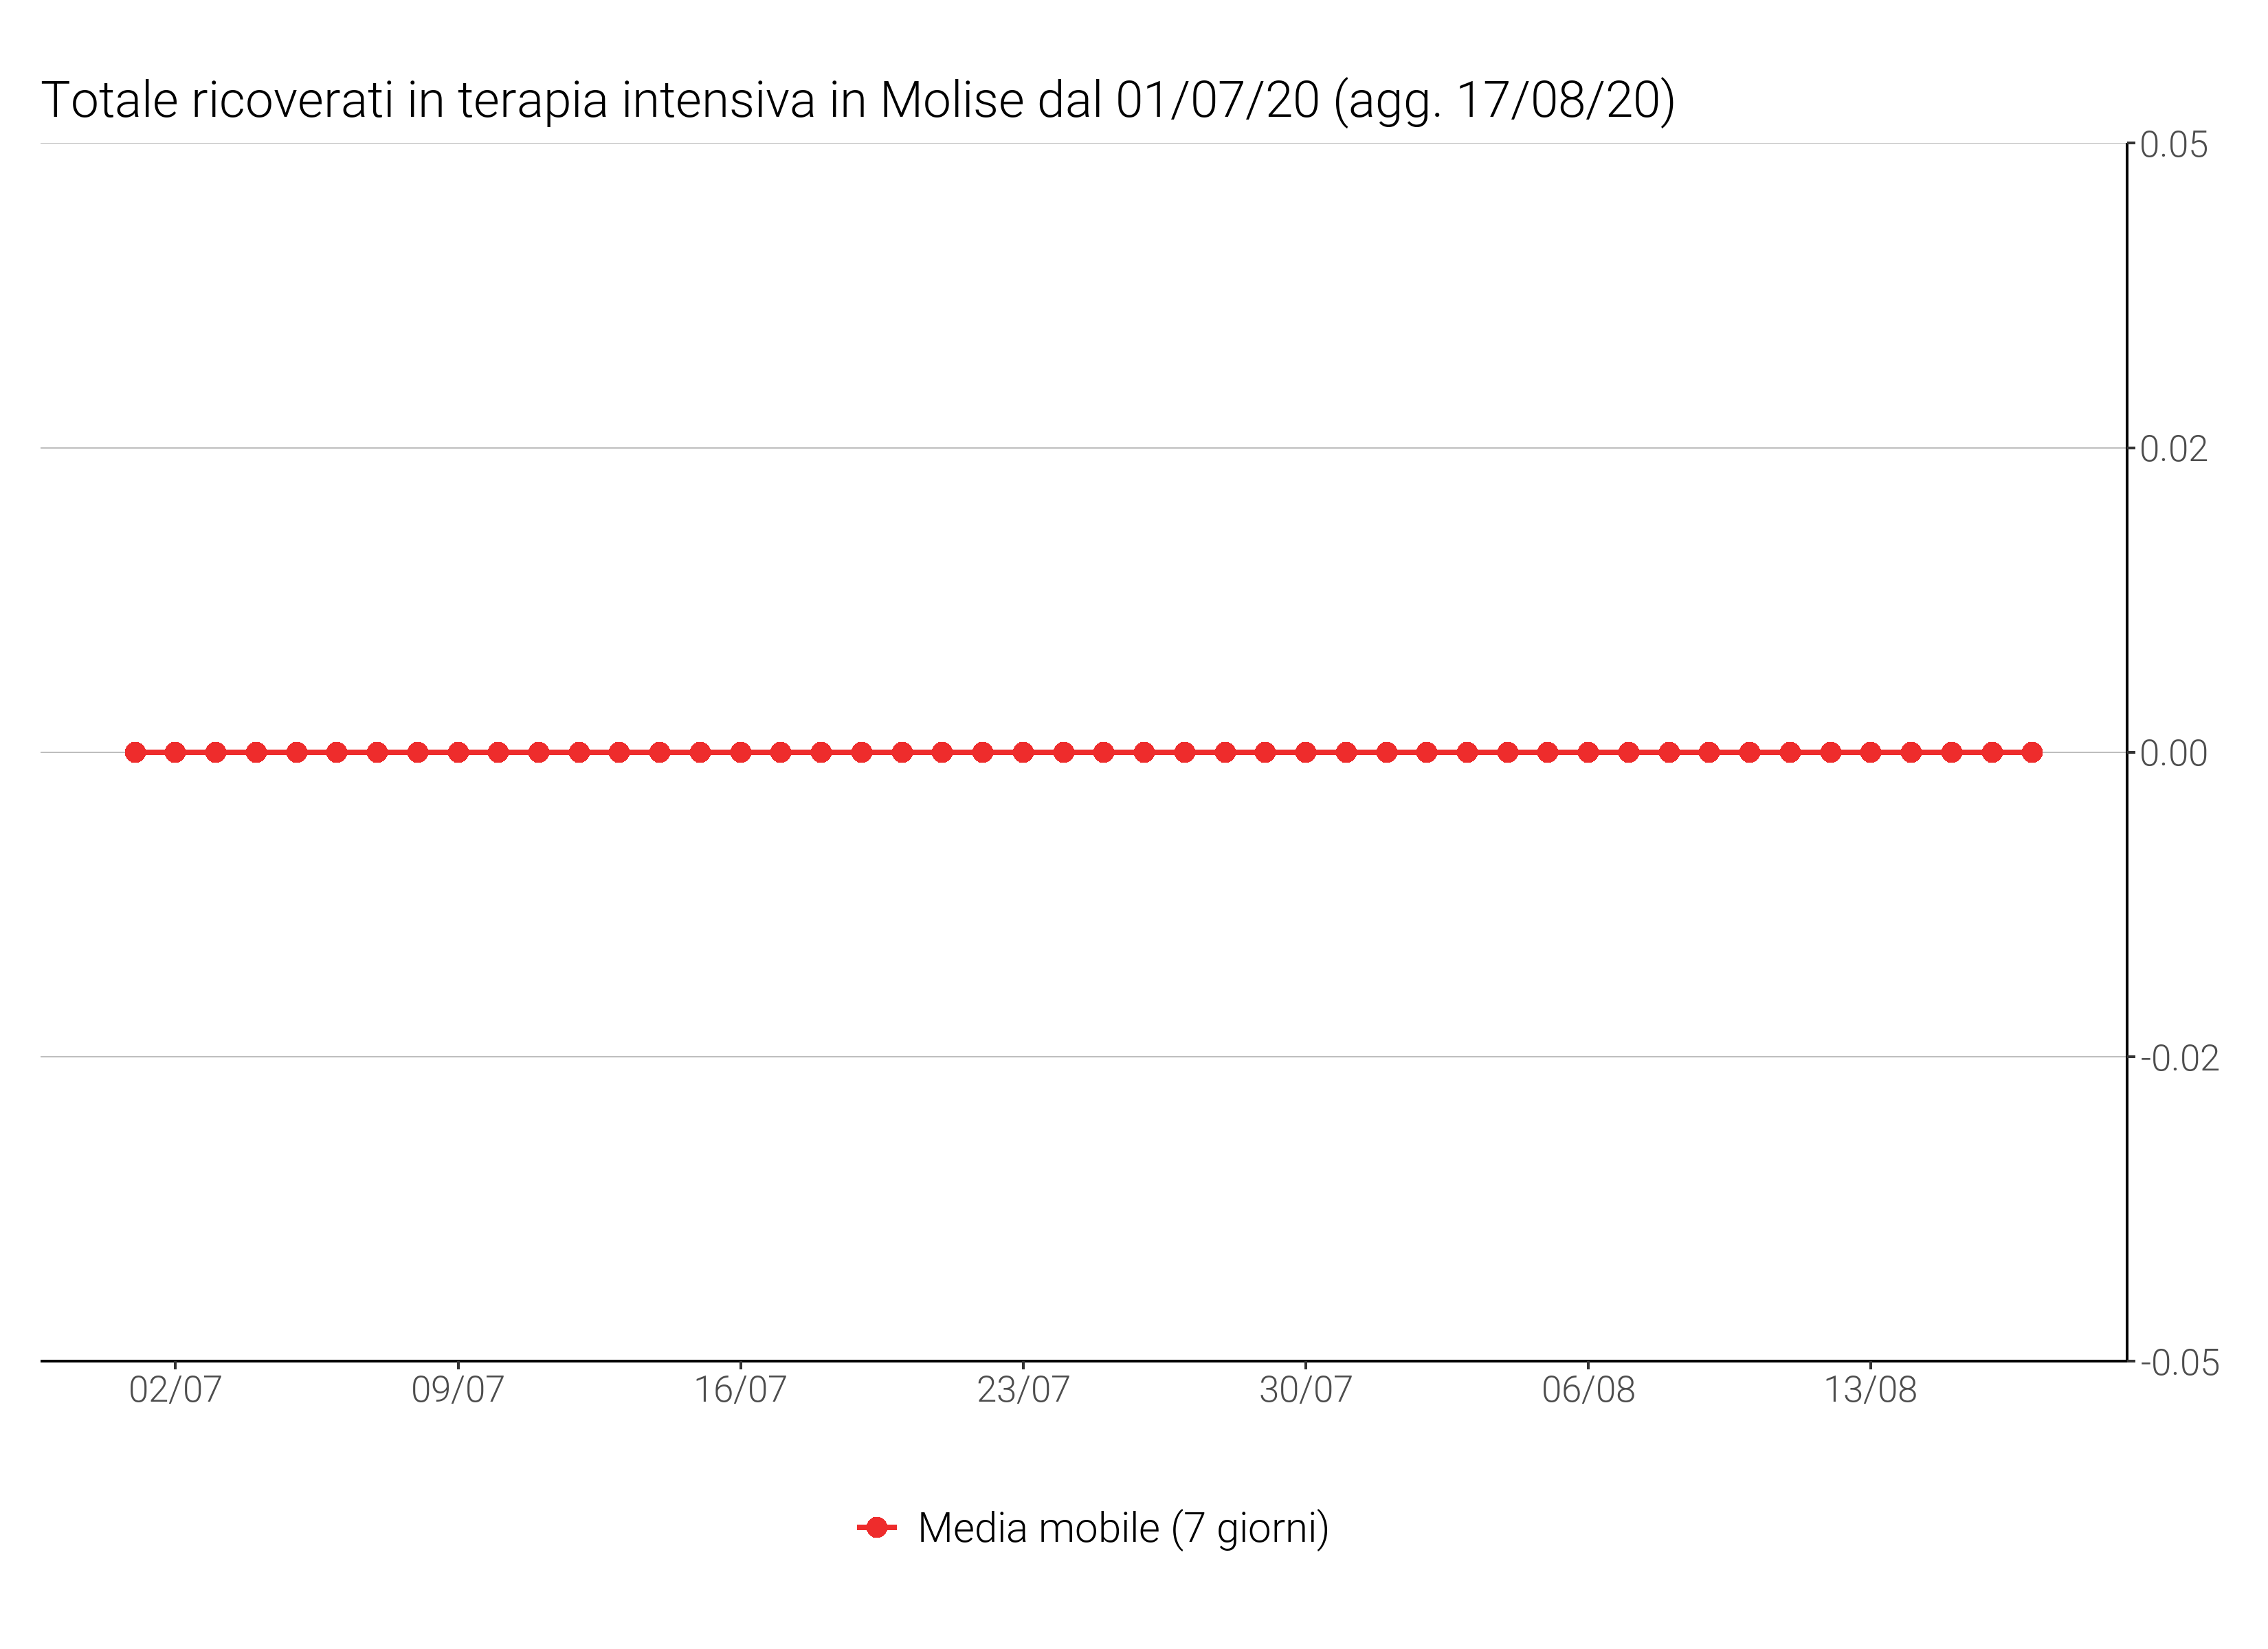 Totale ricoverati in terapia intensiva in Molise dal 01/07/20 (agg. 17/08/20)
0.05
0.02
0.00
-0.02
-0.05
02/07 09/07 16/07 23/07 30/07 06/08 13/08
Media mobile (7 giorni)